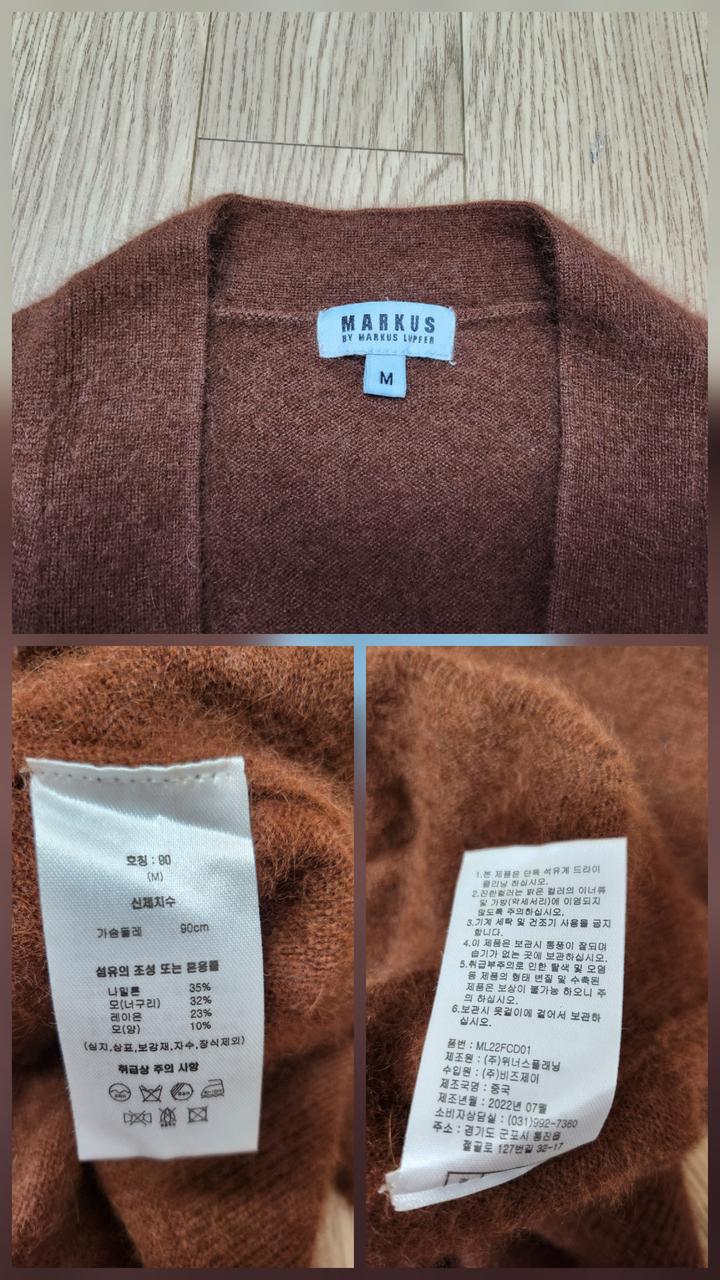 MARKUS
BY MARKUS LUPFER
M
호칭 : 90
(M)
신체치수
가슴둘레 90cm
섬유의 조성 또는 혼용률
나일론 35%
모(너구리) 32%
레이온 23%
모(양) 10%
(심지,상표,보강재,자수,장식제외)
취급상 주의 사항
1.본 제품은 단독 석유계 드라이
클리닝 하십시오.
2.진한컬러는 밝은 컬러의 이너류
및 가방(악세서리)에 이염되지
않도록 주의하십시오.
3.기계 세탁 및 건조기 사용을 금지
합니다.
4.이 제품은 보관시 통풍이 잘되며
습기가 없는 곳에 보관하십시오.
5.취급부주의로 인한 탈색 및 오염
등 제품의 형태 변질 및 수축된
제품은 보상이 불가능 하오니 주
의 하십시오.
6.보관시 옷걸이에 걸어서 보관하
십시오.
품번 : ML22FCD01
제조원 : (주)위너스플래닝
수입원 : (주)비즈제이
제조국명 : 중국
제조년월 : 2022년 07월
소비자상담실 : (031)992-7360
주소 : 경기도 군포시 통진읍
절골로 127번길 32-17